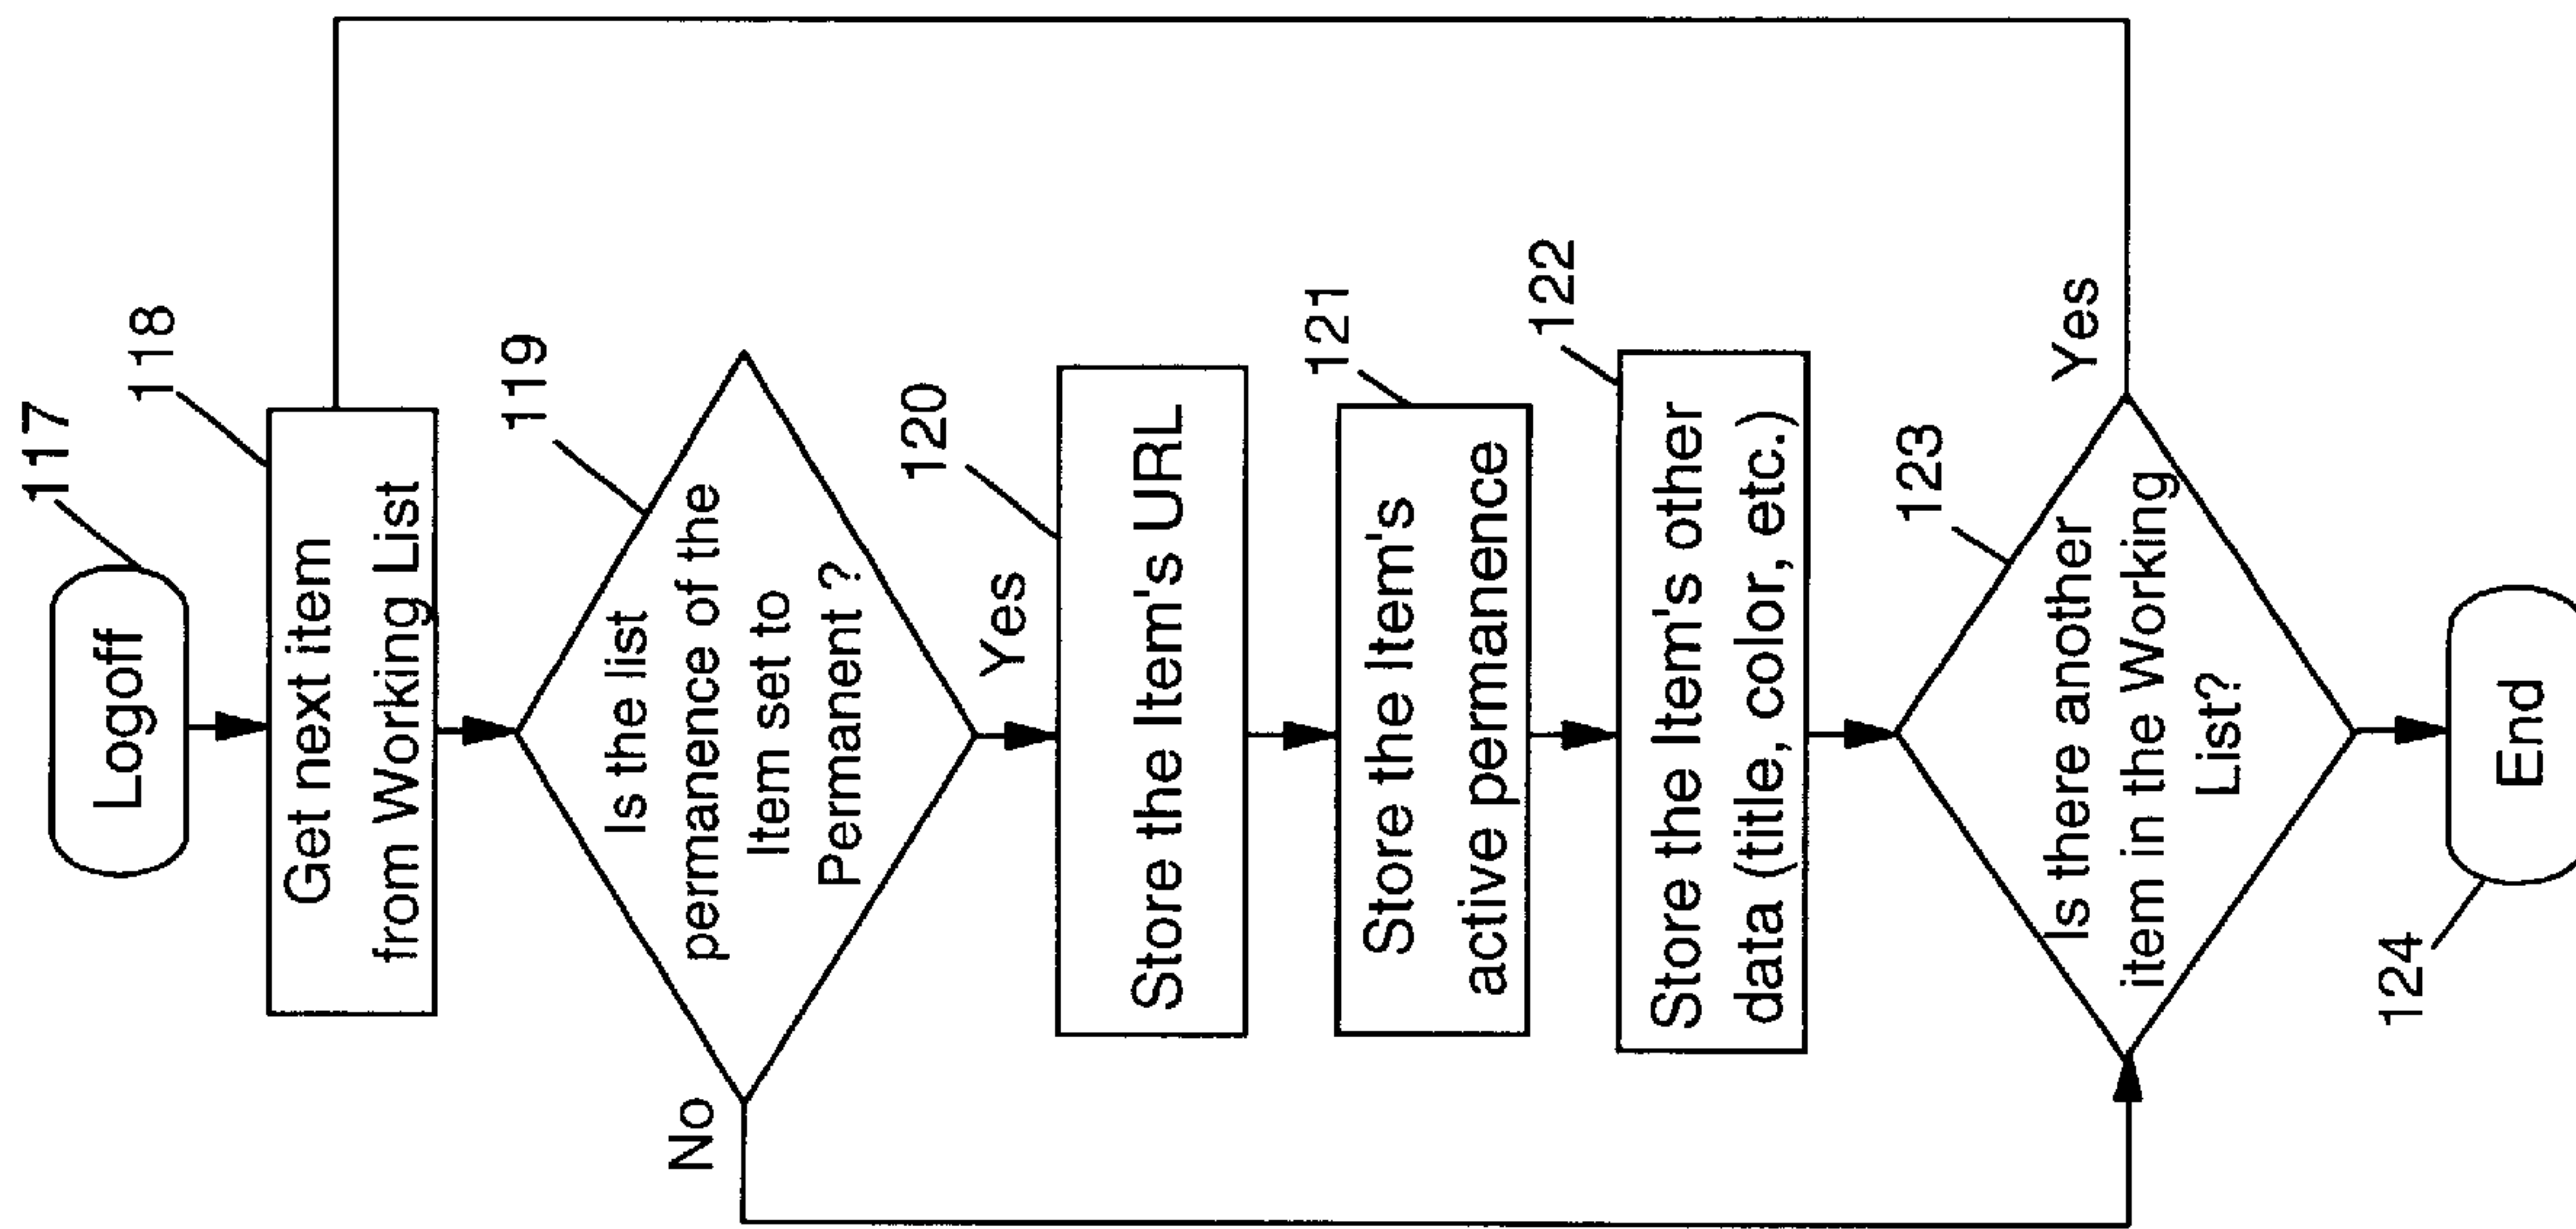 Logoff
117
Get next item
from Working List
118
Is the list
permanence of the
Item set to
Permanent ?
119
No
Yes
Store the Item's URL
120
Store the Item's
active permanence
121
Store the Item's other
data (title, color, etc.)
122
Is there another
item in the Working
List?
123
Yes
End
124